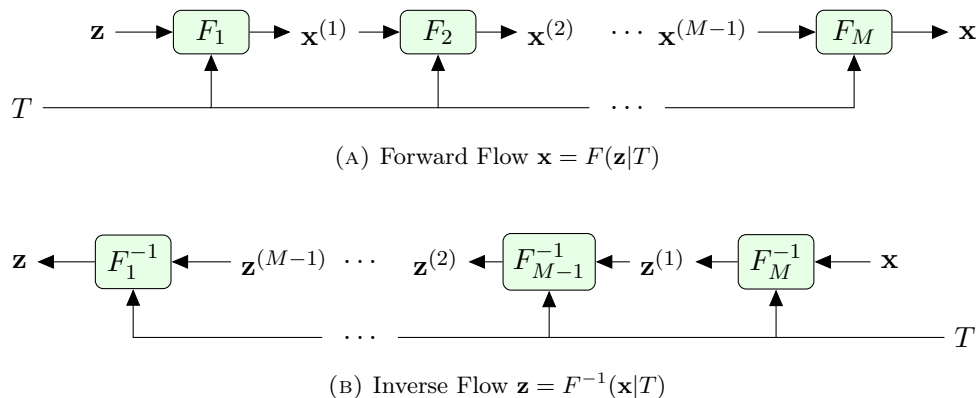 z F₁ x⁽¹⁾ F₂ x⁽²⁾ ··· x⁽ᴹ⁻¹⁾ F_M x
T ···
(A) Forward Flow x = F(z|T)
z F₁⁻¹ z⁽ᴹ⁻¹⁾ ··· z⁽²⁾ F_{M−1}⁻¹ z⁽¹⁾ F_M⁻¹ x
··· T
(B) Inverse Flow z = F⁻¹(x|T)